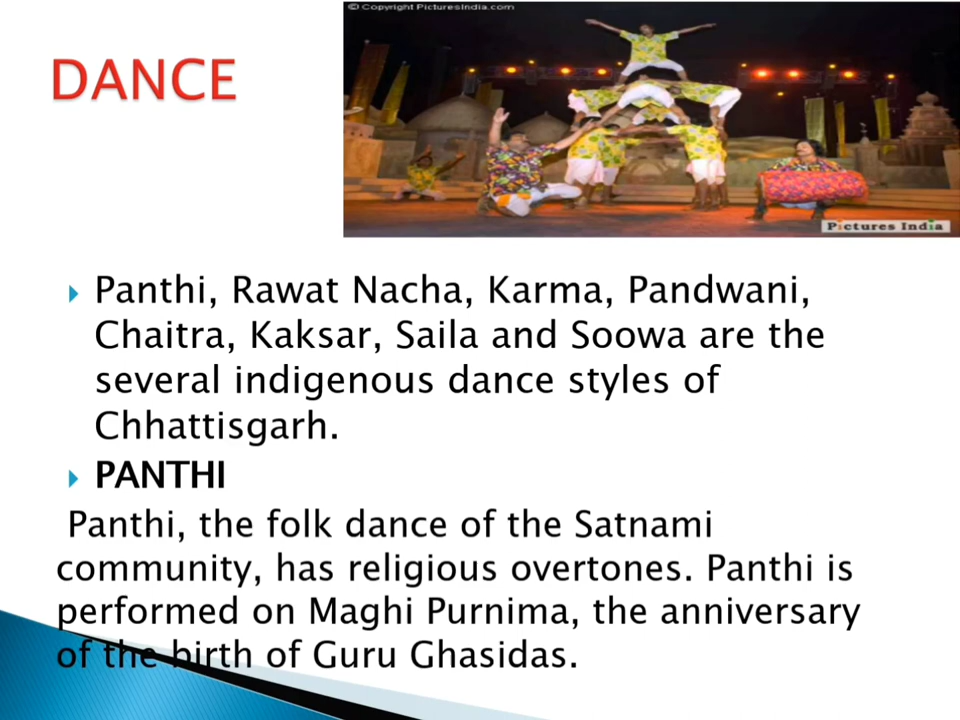 © Copyright PicturesIndia.com
DANCE
Pictures India
Panthi, Rawat Nacha, Karma, Pandwani,
Chaitra, Kaksar, Saila and Soowa are the
several indigenous dance styles of
Chhattisgarh.
PANTHI
Panthi, the folk dance of the Satnami
community, has religious overtones. Panthi is
performed on Maghi Purnima, the anniversary
of the birth of Guru Ghasidas.